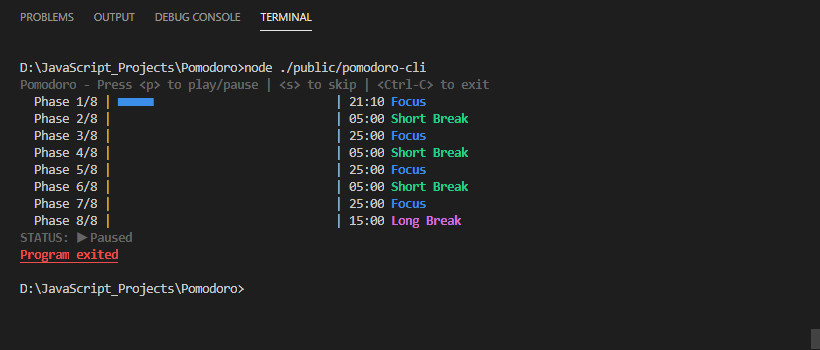 PROBLEMS OUTPUT DEBUG CONSOLE TERMINAL
D:\JavaScript_Projects\Pomodoro>node ./public/pomodoro-cli
Pomodoro - Press <p> to play/pause | <s> to skip | <Ctrl-C> to exit
Phase 1/8 | | 21:10 Focus
Phase 2/8 | | 05:00 Short Break
Phase 3/8 | | 25:00 Focus
Phase 4/8 | | 05:00 Short Break
Phase 5/8 | | 25:00 Focus
Phase 6/8 | | 05:00 Short Break
Phase 7/8 | | 25:00 Focus
Phase 8/8 | | 15:00 Long Break
STATUS: ▶Paused
Program exited
D:\JavaScript_Projects\Pomodoro>